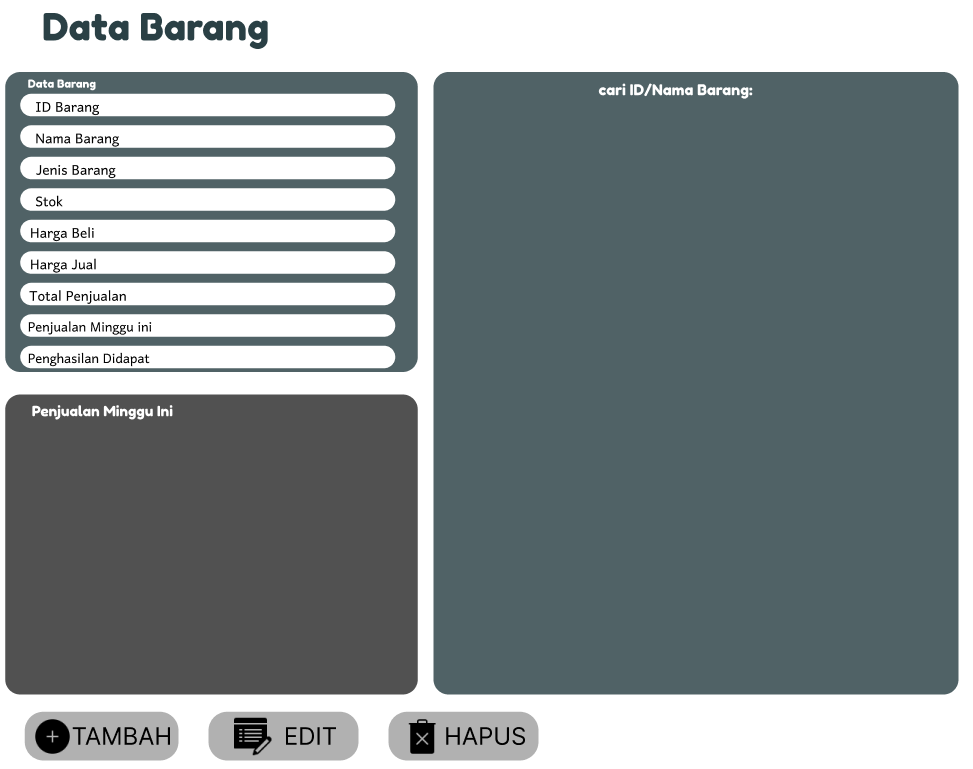 Data Barang
Data Barang
ID Barang
Nama Barang
Jenis Barang
Stok
Harga Beli
Harga Jual
Total Penjualan
Penjualan Minggu ini
Penghasilan Didapat
Penjualan Minggu Ini
cari ID/Nama Barang:
TAMBAH
EDIT
HAPUS